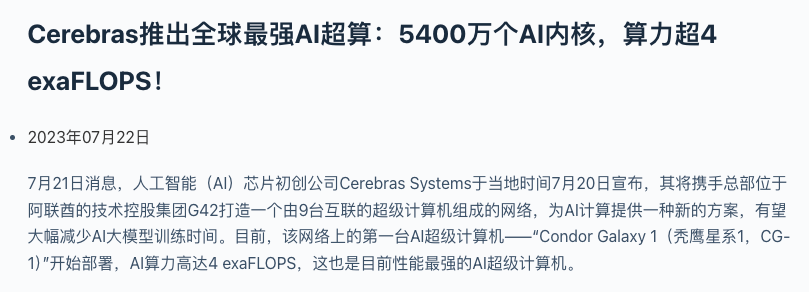 Cerebras推出全球最强AI超算：5400万个AI内核，算力超4
exaFLOPS！
2023年07月22日
7月21日消息，人工智能（AI）芯片初创公司Cerebras Systems于当地时间7月20日宣布，其将携手总部位于
阿联酋的技术控股集团G42打造一个由9台互联的超级计算机组成的网络，为AI计算提供一种新的方案，有望
大幅减少AI大模型训练时间。目前，该网络上的第一台AI超级计算机——“Condor Galaxy 1（秃鹰星系1，CG-
1）”开始部署，AI算力高达4 exaFLOPS，这也是目前性能最强的AI超级计算机。